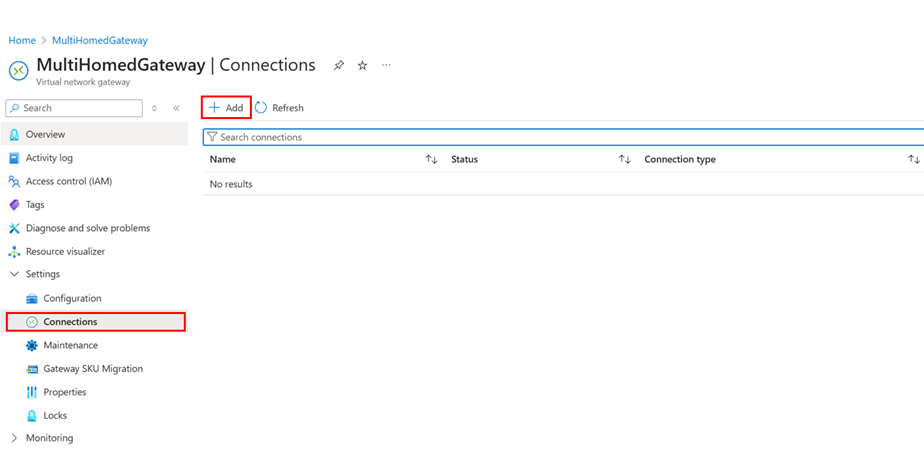 Home > MultiHomedGateway
MultiHomedGateway | Connections
Virtual network gateway
Search
Add Refresh
Overview
Search connections
Activity log
Name Status Connection type
Access control (IAM)
No results
Tags
Diagnose and solve problems
Resource visualizer
Settings
Configuration
Connections
Maintenance
Gateway SKU Migration
Properties
Locks
Monitoring